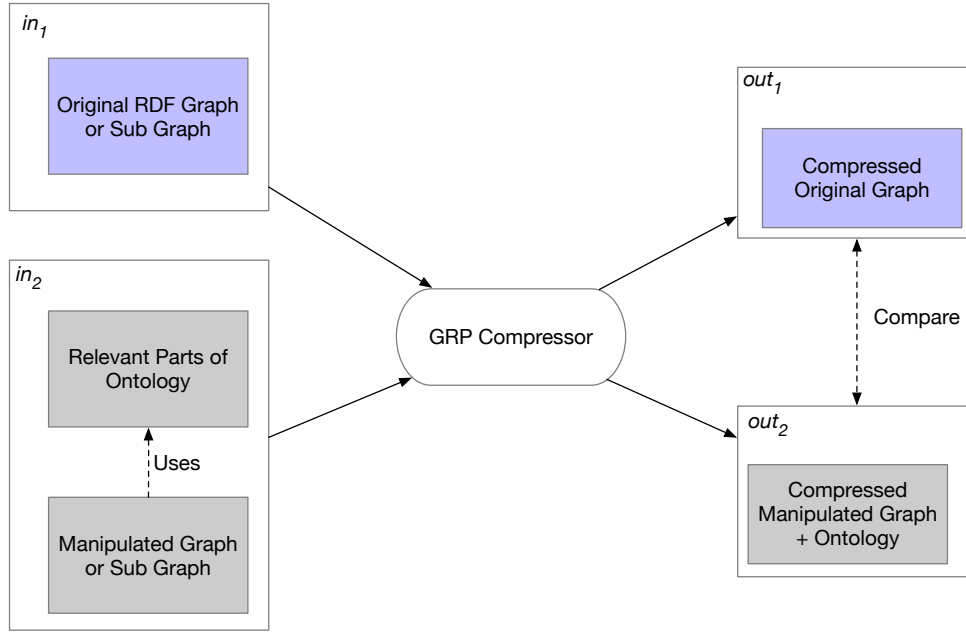 in1
Original RDF Graph
or Sub Graph
in2
Relevant Parts of
Ontology
Uses
Manipulated Graph
or Sub Graph
GRP Compressor
out1
Compressed
Original Graph
Compare
out2
Compressed
Manipulated Graph
+ Ontology